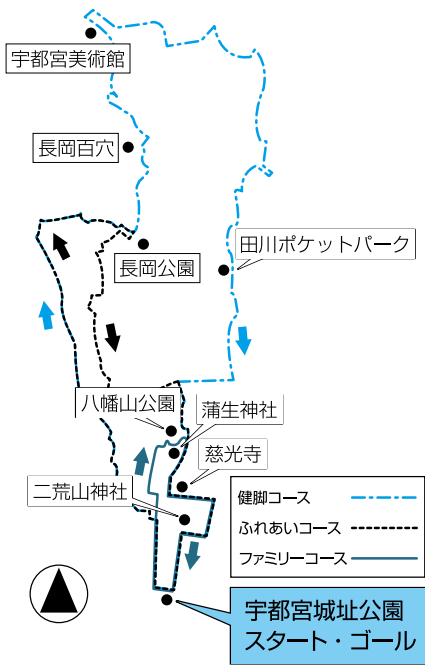 宇都宮美術館
長岡百穴
長岡公園
田川ポケットパーク
八幡山公園
蒲生神社
慈光寺
二荒山神社
健脚コース
ふれあいコース
ファミリーコース
宇都宮城址公園
スタート・ゴール